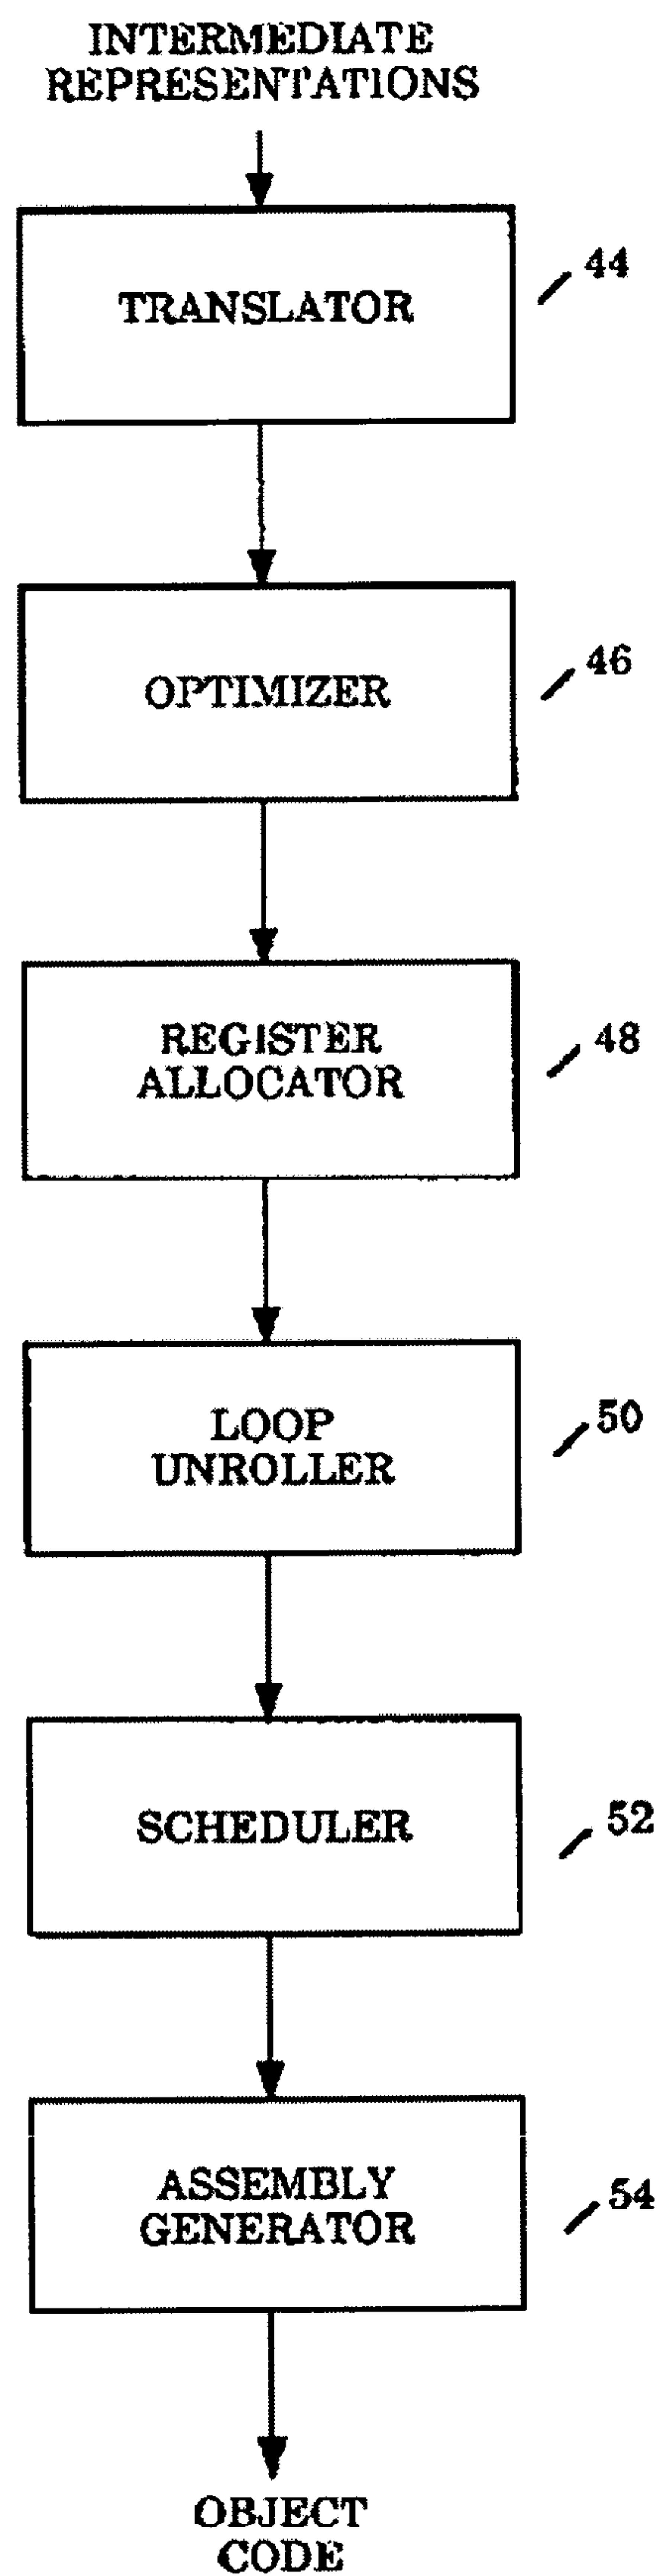 INTERMEDIATE
REPRESENTATIONS
TRANSLATOR
44
OPTIMIZER
46
REGISTER
ALLOCATOR
48
LOOP
UNROLLER
50
SCHEDULER
52
ASSEMBLY
GENERATOR
54
OBJECT
CODE